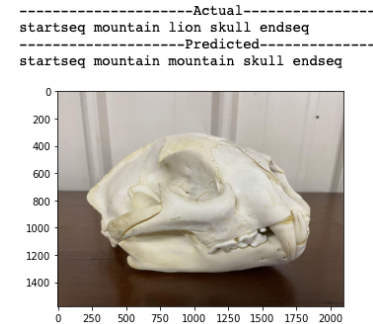 ---------------------Actual---------------------
startseq mountain lion skull endseq
--------------------Predicted--------------------
startseq mountain mountain skull endseq
0
200
400
600
800
1000
1200
1400
0 250 500 750 1000 1250 1500 1750 2000